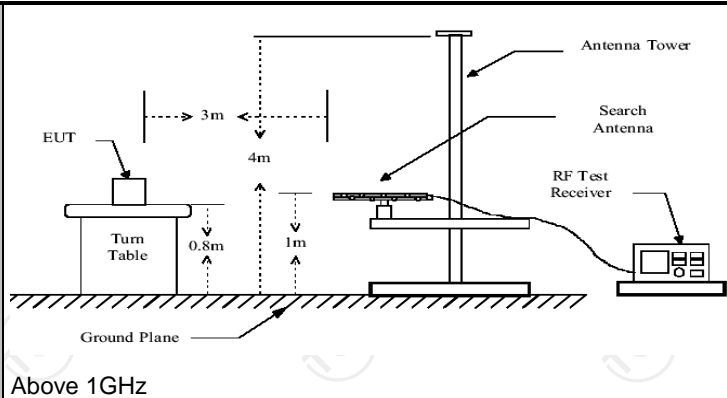 Antenna Tower
3m
Search
Antenna
EUT
4m
RF Test
Receiver
Turn
Table
0.8m
1m
Ground Plane
Above 1GHz